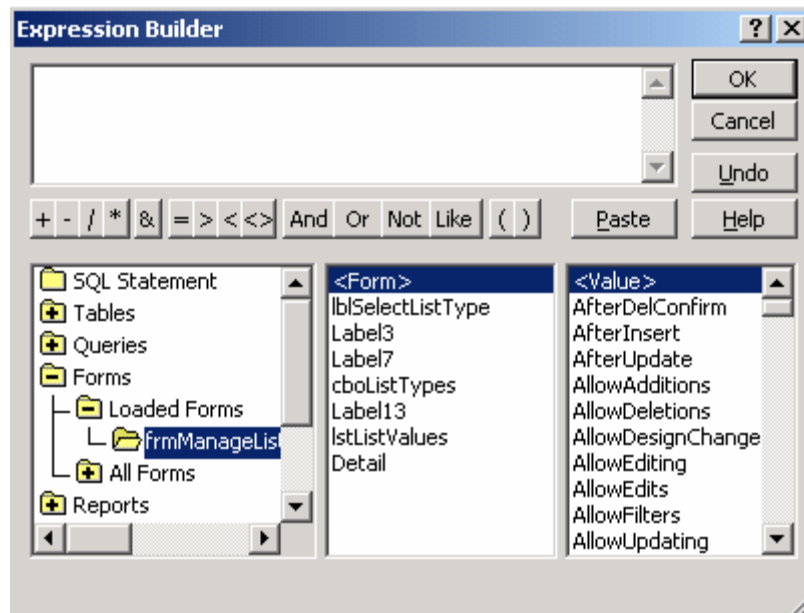 Expression Builder
OK
Cancel
Undo
+ - / * & = > < <> And Or Not Like ( ) Paste Help
SQL Statement
Tables
Queries
Forms
Loaded Forms
frmManageLis
All Forms
Reports
<Form>
lblSelectListType
Label3
Label7
cboListTypes
Label13
lstListValues
Detail
<Value>
AfterDelConfirm
AfterInsert
AfterUpdate
AllowAdditions
AllowDeletions
AllowDesignChange
AllowEditing
AllowEdits
AllowFilters
AllowUpdating